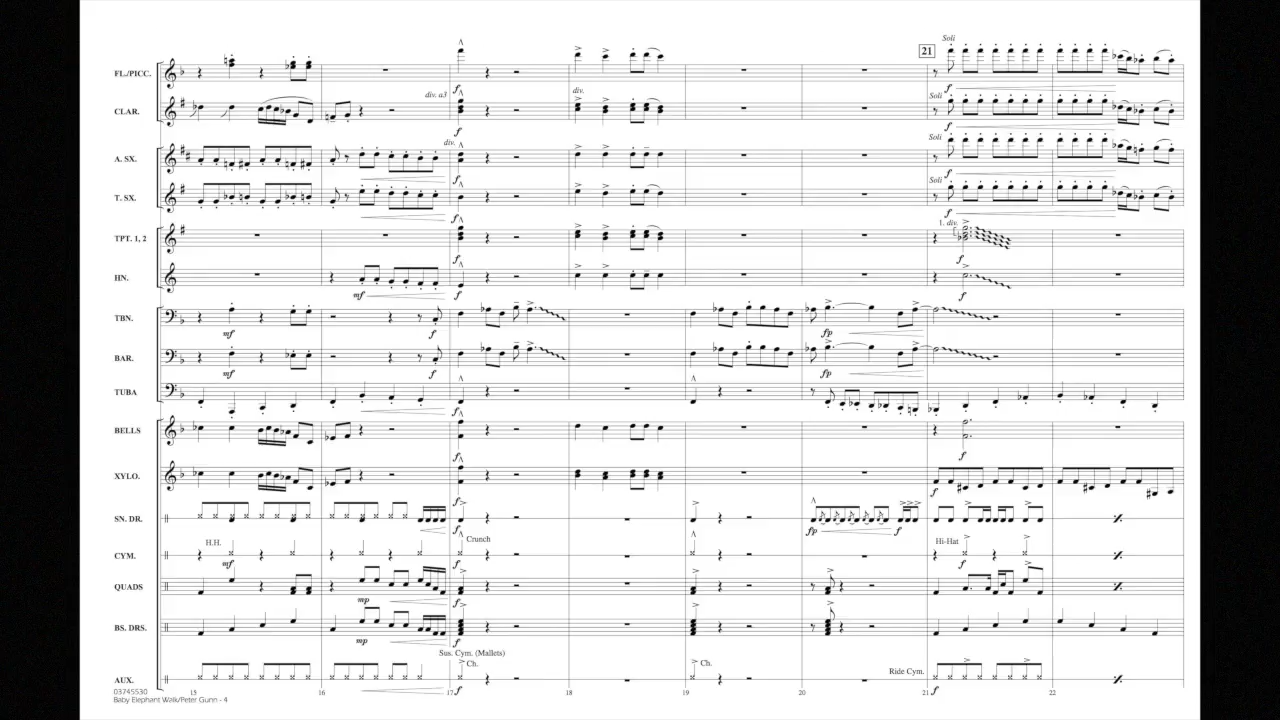 Soli
21
FL./PICC.
div. a3
div.
Soli
f
f
CLAR.
f
f
div.
Soli
A. SX.
Soli
f
T. SX.
f
1. div.
TPT. 1, 2
f
f
HN.
mf
f
f
TBN.
mf
f
fp
BAR.
mf
f
fp
TUBA
f
BELLS
f
f
XYLO.
f
f
SN. DR.
f
fp
f
H.H.
Crunch
Hi-Hat
CYM.
mf
f
f
QUADS
mp
f
BS. DRS.
mp
f
Sus. Cym. (Mallets)
Ch.
Ch.
Ride Cym.
AUX.
f
f
03745530
15
16
17
18
19
20
21
22
Baby Elephant Walk/Peter Gunn - 4